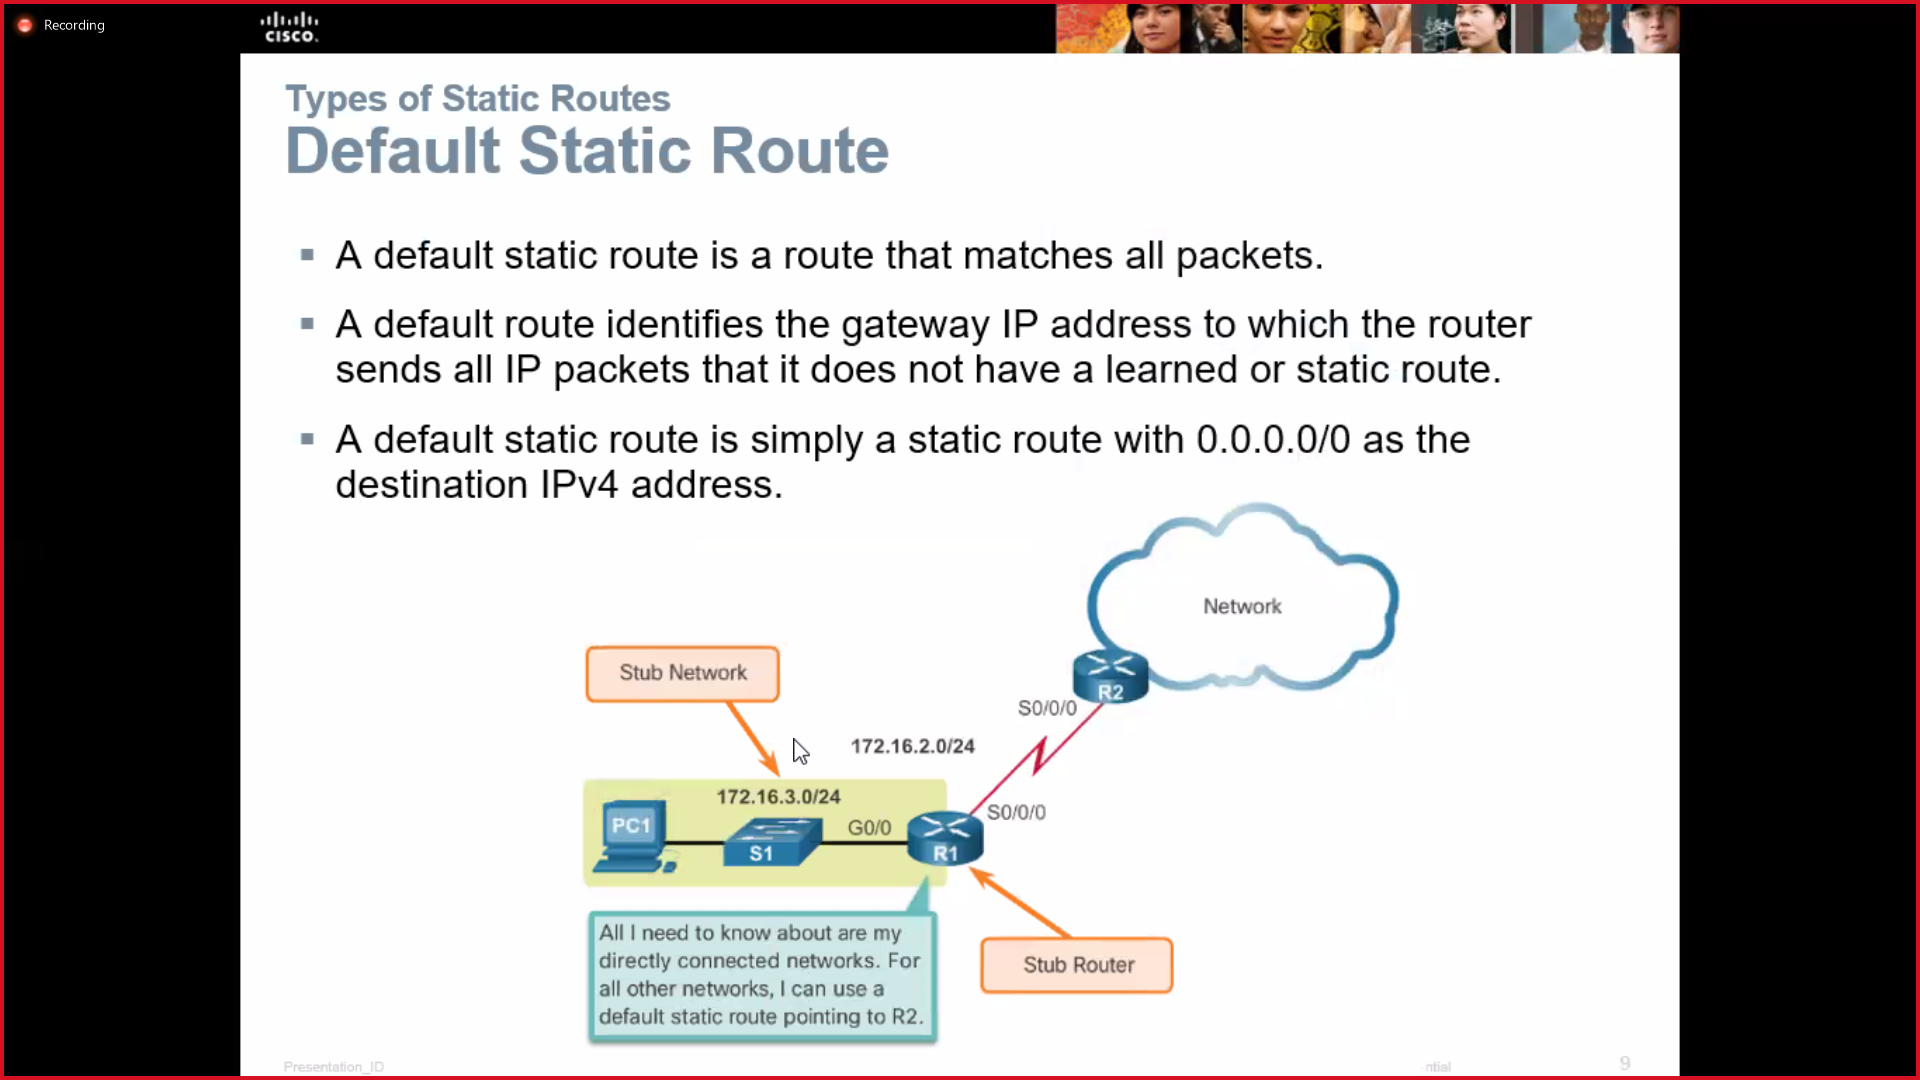 Recording
CISCO.
Types of Static Routes
Default Static Route
A default static route is a route that matches all packets.
A default route identifies the gateway IP address to which the router
sends all IP packets that it does not have a learned or static route.
A default static route is simply a static route with 0.0.0.0/0 as the
destination IPv4 address.
Network
Stub Network
R2
S0/0/0
172.16.2.0/24
172.16.3.0/24
S0/0/0
PC1
G0/0
S1
R1
All I need to know about are my
directly connected networks. For
all other networks, I can use a
default static route pointing to R2.
Stub Router
Presentation_ID
ntial
9